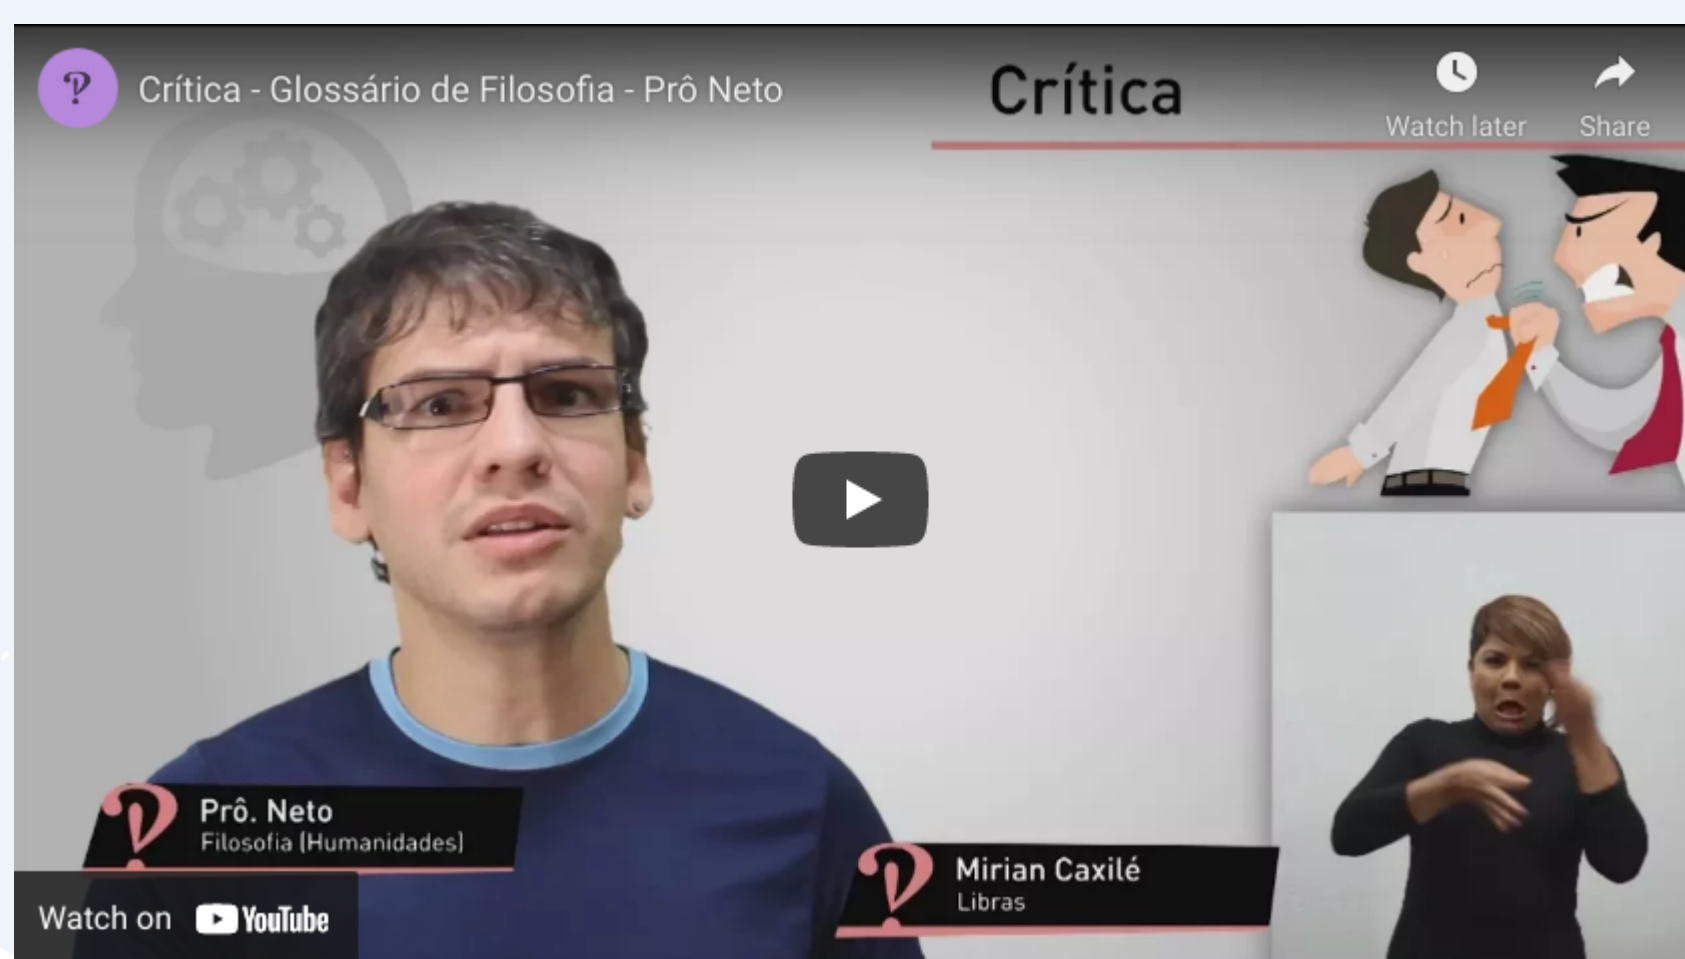 Crítica - Glossário de Filosofia - Prô Neto
Crítica
Watch later
Share
Prô. Neto
Filosofia (Humanidades)
Mirian Caxilé
Libras
Watch on YouTube